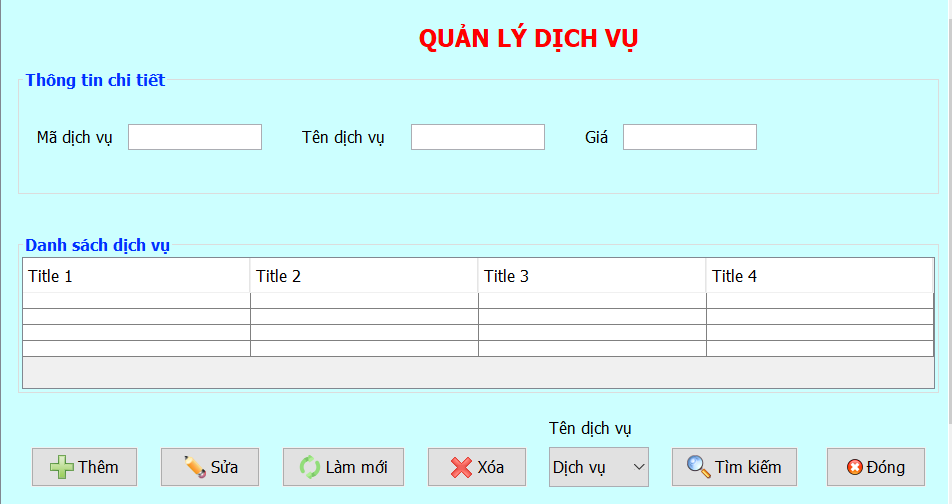 QUẢN LÝ DỊCH VỤ
Thông tin chi tiết
Mã dịch vụ Tên dịch vụ Giá
Danh sách dịch vụ
Title 1 Title 2 Title 3 Title 4
Tên dịch vụ
Thêm Sửa Làm mới Xóa Dịch vụ Tìm kiếm Đóng